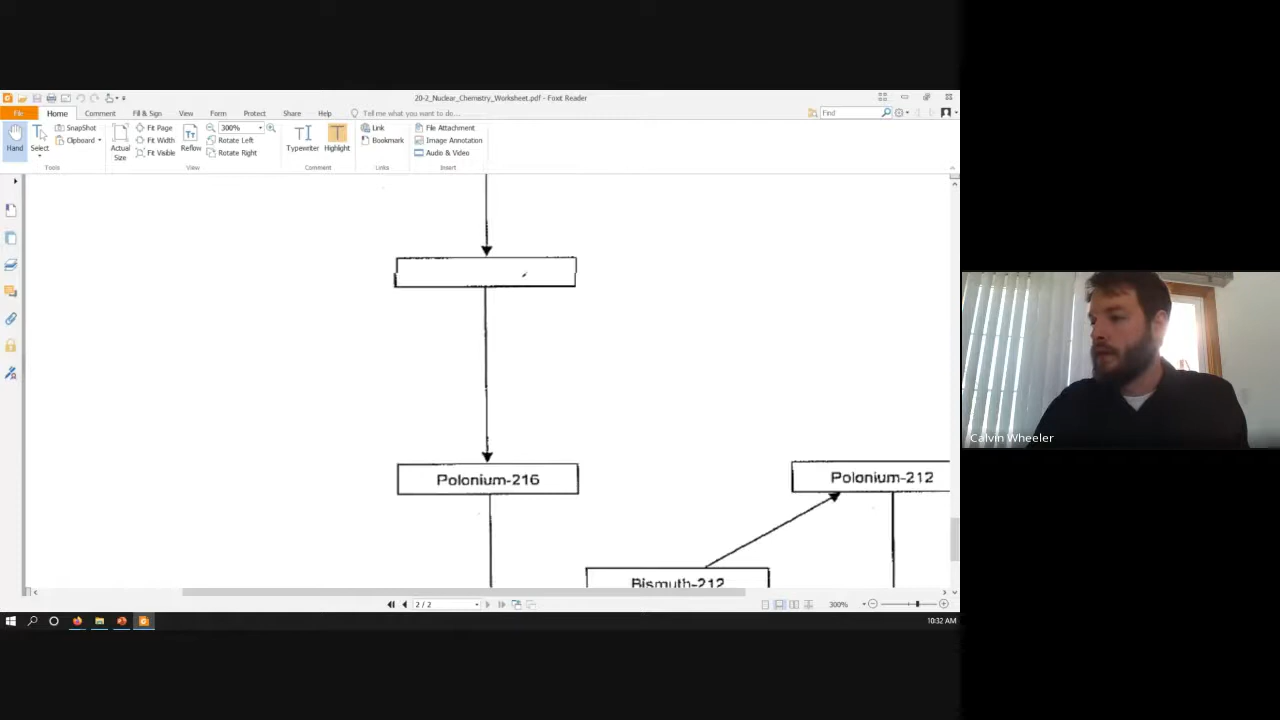 20-2_Nuclear_Chemistry_Worksheet.pdf - Foxit Reader
File Home Comment Fill & Sign View Form Protect Share Help Tell me what you want to do... Find
Hand
Select
SnapShot
Clipboard
Tools
Actual Size
Fit Page
Fit Width
Fit Visible
Reflow
300%
Rotate Left
Rotate Right
View
Typewriter
Highlight
Comment
Link
Bookmark
Links
File Attachment
Image Annotation
Audio & Video
Insert
Polonium-216
Polonium-212
Bismuth-212
2 / 2
300%
10:32 AM
Calvin Wheeler